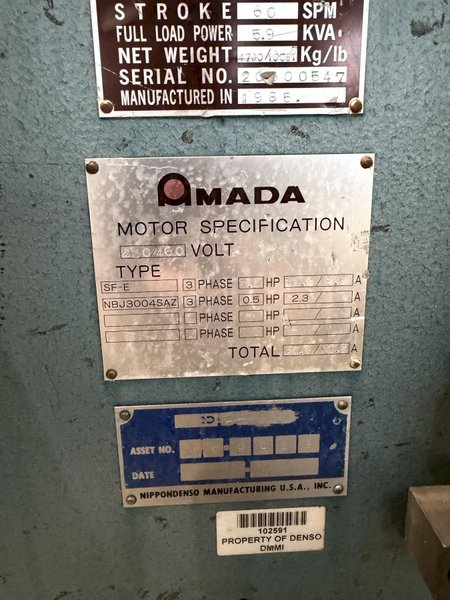 STROKE 60 SPM
FULL LOAD POWER 5.9 KVA
NET WEIGHT Kg/lb
SERIAL NO.
MANUFACTURED IN 1985.
AMADA
MOTOR SPECIFICATION
VOLT
TYPE
SF-E 3 PHASE HP A
NBJ3004SAZ 3 PHASE 0.5 HP 2.3 / A
PHASE HP / A
PHASE HP / A
TOTAL A
ASSET NO.
DATE
NIPPONDENSO MANUFACTURING U.S.A., INC.
102591
PROPERTY OF DENSO
DMMI